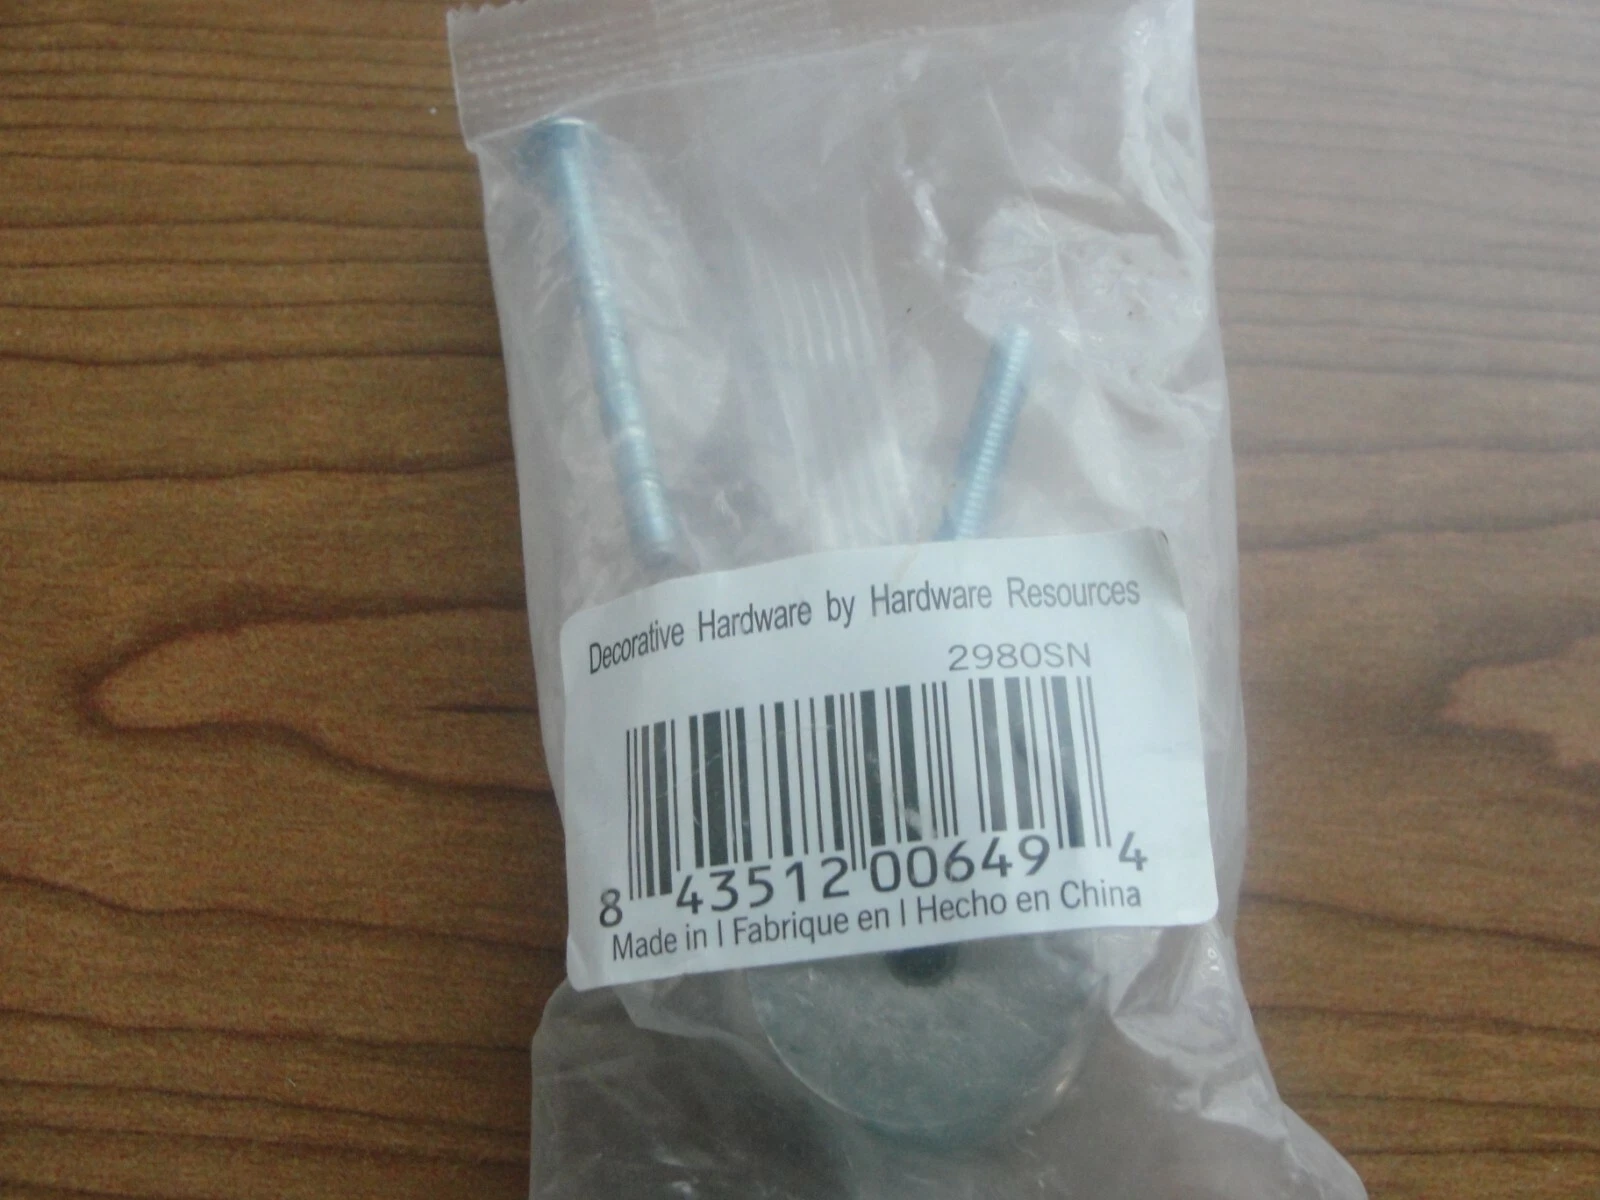 Decorative Hardware by Hardware Resources
2980SN
8 43512 00649 4
Made in | Fabrique en | Hecho en China